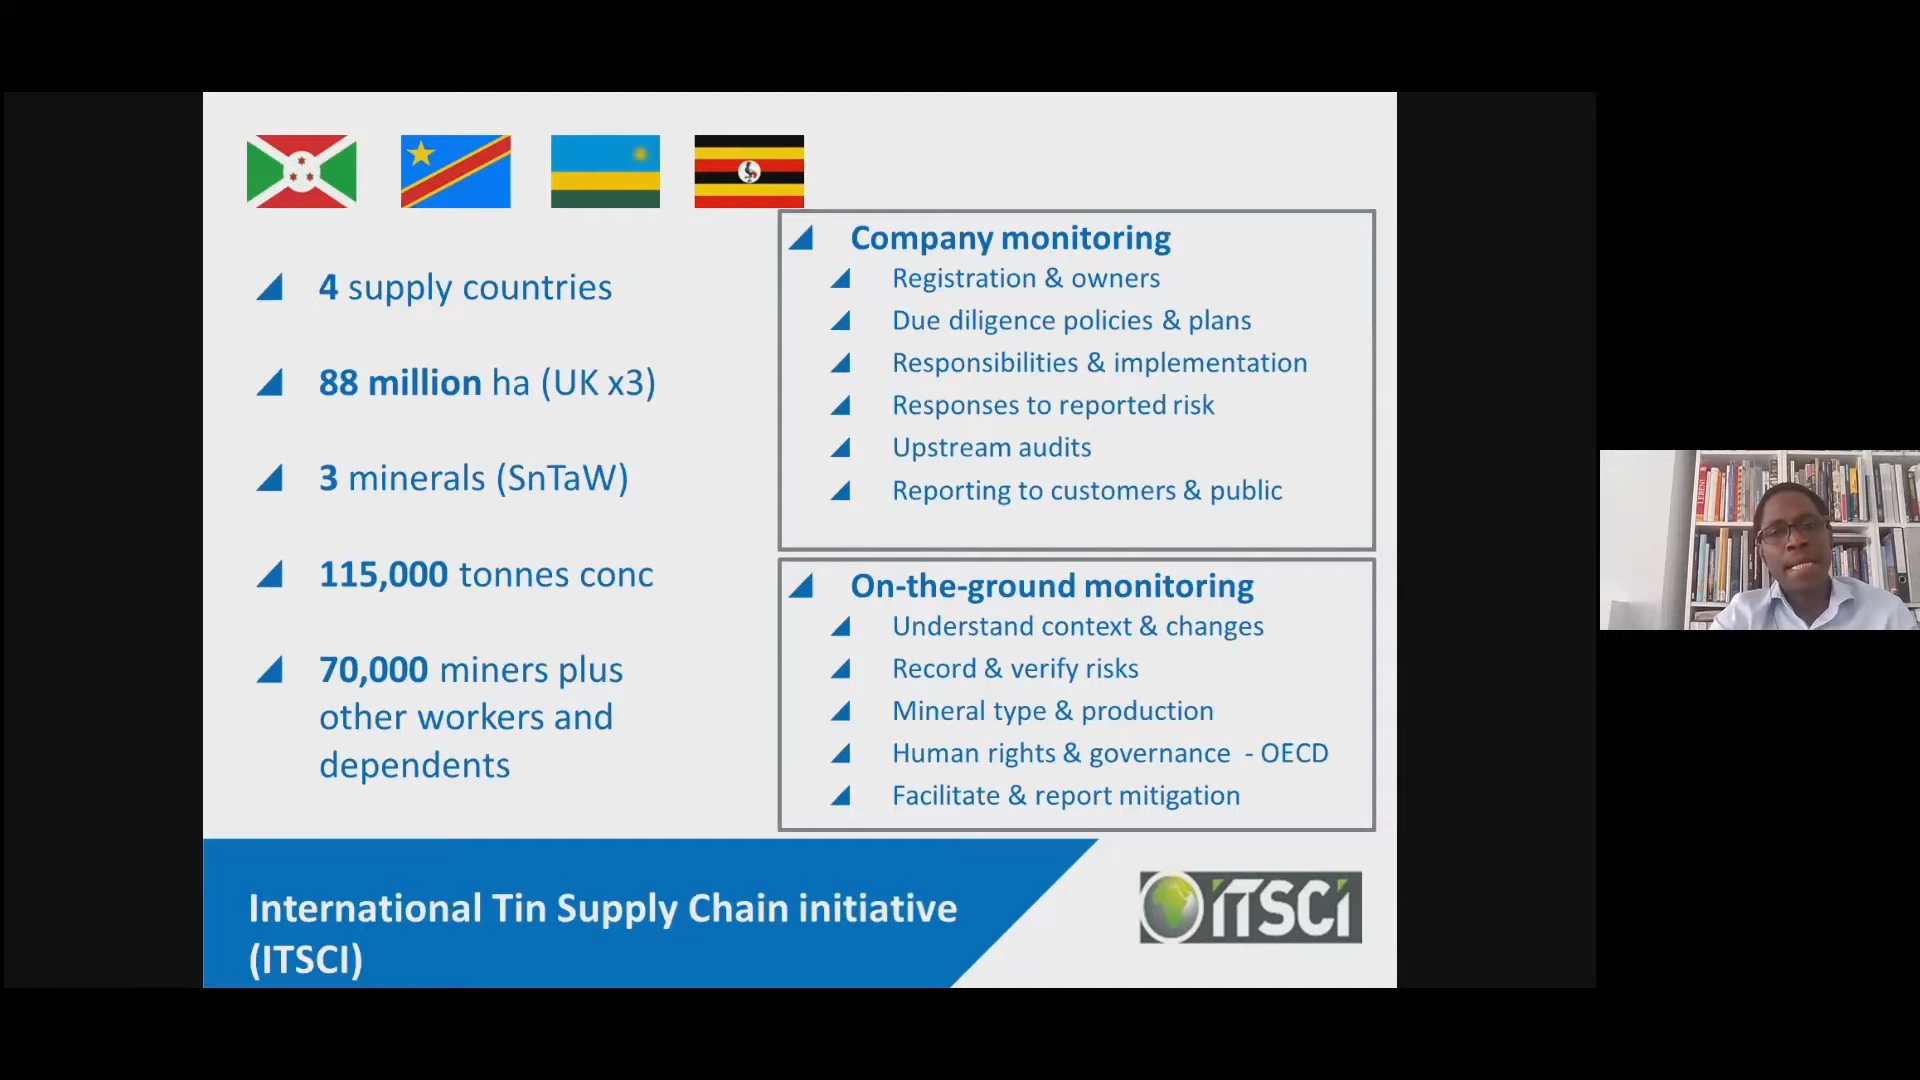 4 supply countries
88 million ha (UK x3)
3 minerals (SnTaW)
115,000 tonnes conc
70,000 miners plus
other workers and
dependents
Company monitoring
Registration & owners
Due diligence policies & plans
Responsibilities & implementation
Responses to reported risk
Upstream audits
Reporting to customers & public
On-the-ground monitoring
Understand context & changes
Record & verify risks
Mineral type & production
Human rights & governance - OECD
Facilitate & report mitigation
International Tin Supply Chain initiative
(ITSCI)
iTSCi